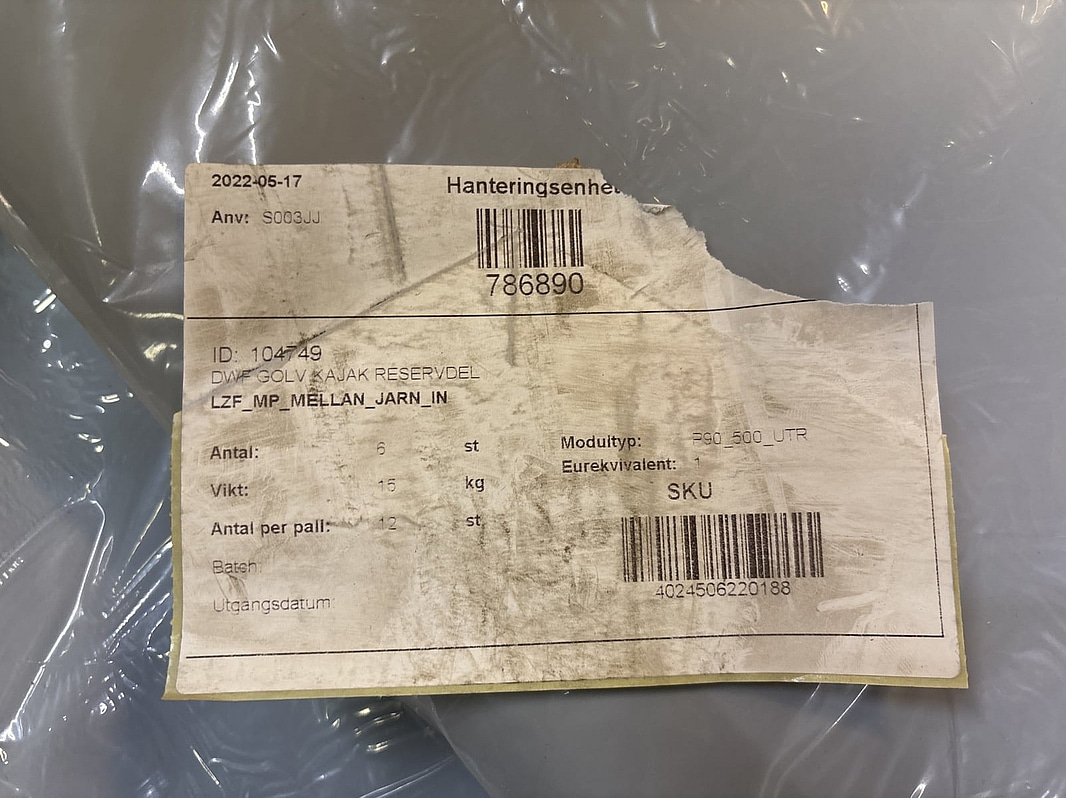 2022-05-17
Hanteringsenhet
Anv: S003JJ
786890
ID: 104749
DWF GOLV KAJAK RESERVDEL
LZF_MP_MELLAN_JARN_IN
Antal: 6 st
Vikt: 15 kg
Antal per pall: 12 st
Batch:
Utgangsdatum:
Modultyp: P90_500_UTR
Eurekvivalent: 1
SKU
4024506220188